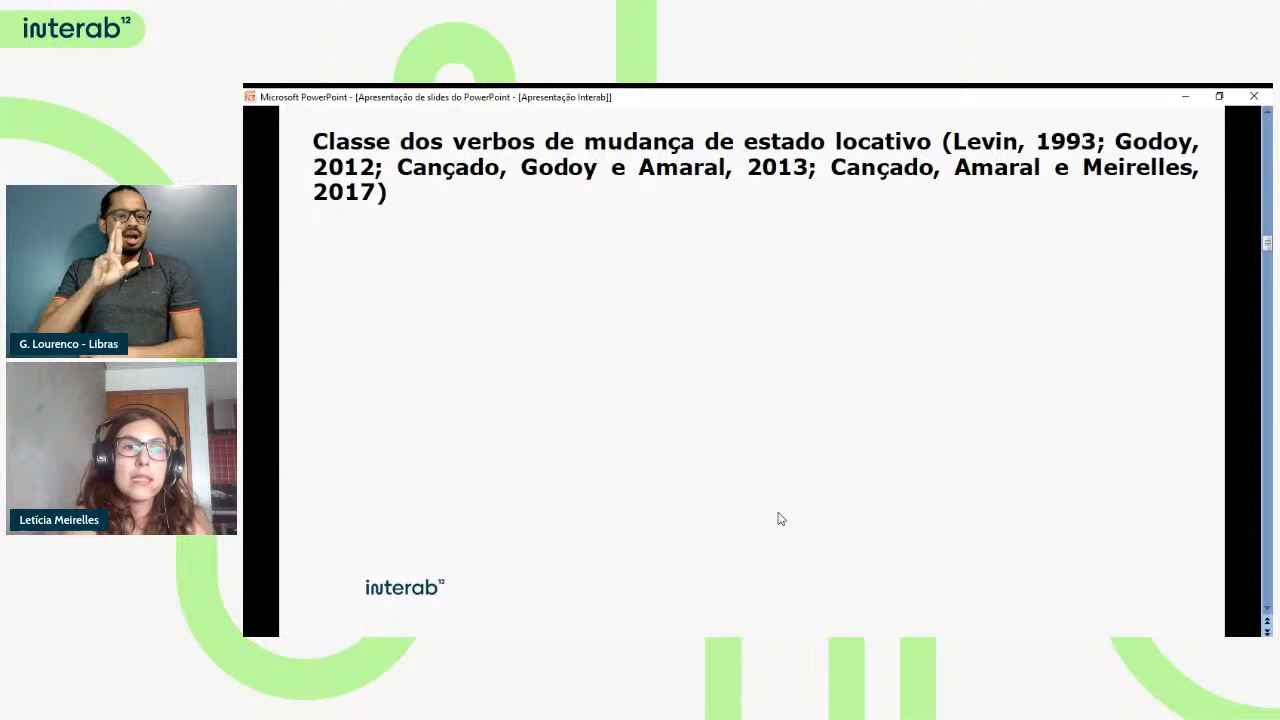 interab12
Microsoft PowerPoint - [Apresentação de slides do PowerPoint - [Apresentação Interab]]
Classe dos verbos de mudança de estado locativo (Levin, 1993; Godoy,
2012; Cançado, Godoy e Amaral, 2013; Cançado, Amaral e Meirelles,
2017)
G. Lourenco - Libras
Letícia Meirelles
interab12